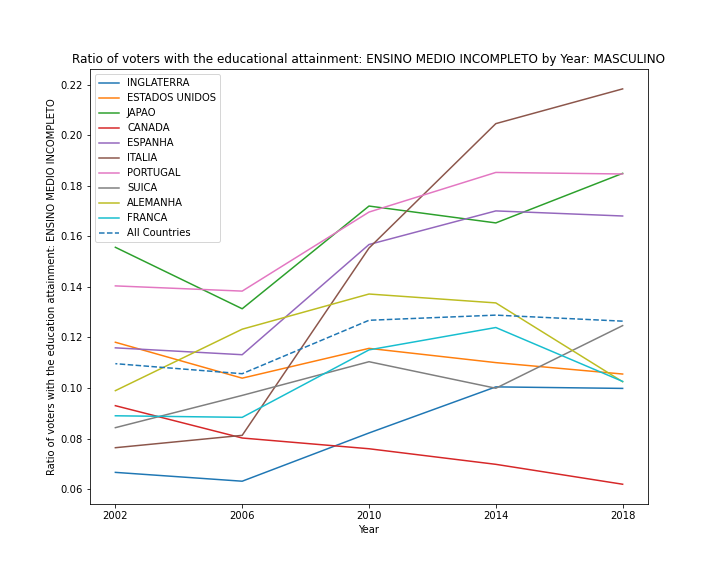 Ratio of voters with the educational attainment: ENSINO MEDIO INCOMPLETO by Year: MASCULINO
Ratio of voters with the education attainment: ENSINO MEDIO INCOMPLETO
0.22
0.20
0.18
0.16
0.14
0.12
0.10
0.08
0.06
INGLATERRA
ESTADOS UNIDOS
JAPAO
CANADA
ESPANHA
ITALIA
PORTUGAL
SUICA
ALEMANHA
FRANCA
All Countries
2002 2006 2010 2014 2018
Year